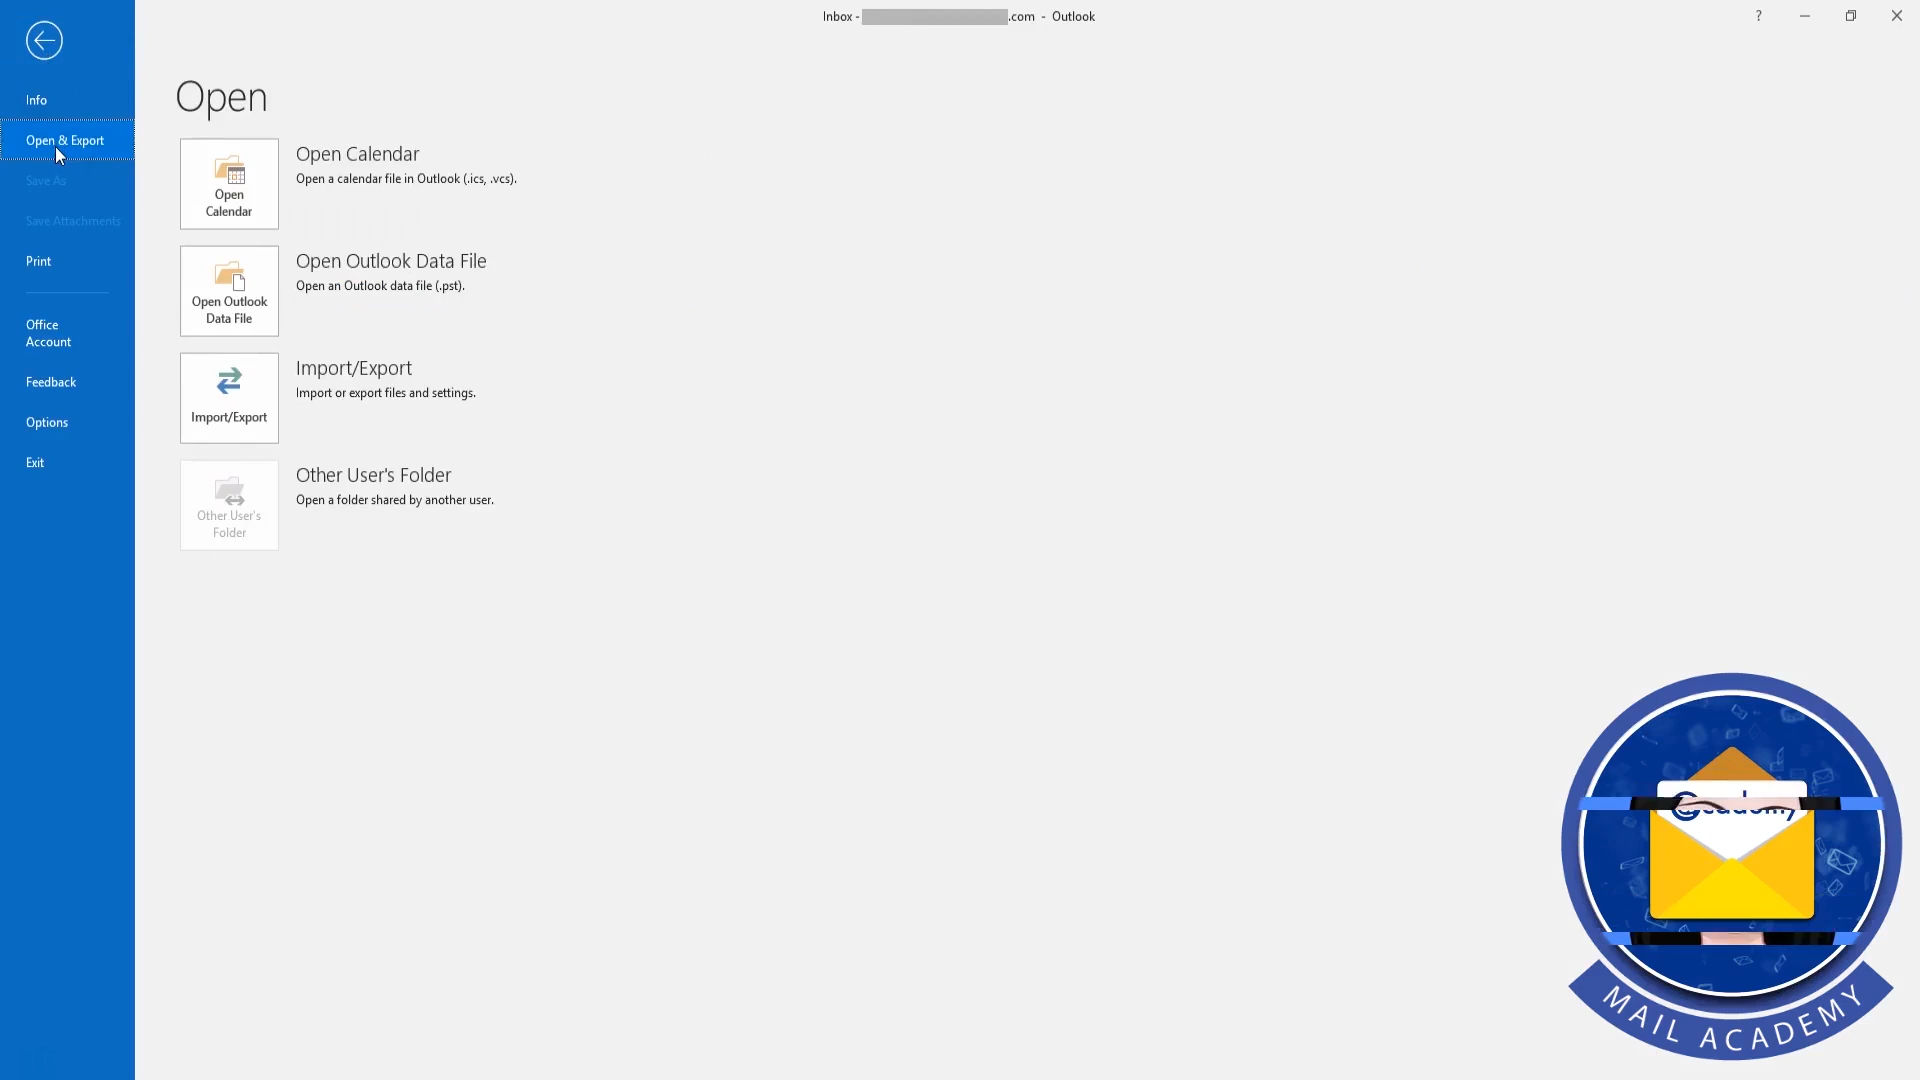 Inbox - .com - Outlook
?
Info
Open & Export
Save As
Save Attachments
Print
Office
Account
Feedback
Options
Exit
Open
Open
Calendar
Open Calendar
Open a calendar file in Outlook (.ics, .vcs).
Open Outlook
Data File
Open Outlook Data File
Open an Outlook data file (.pst).
Import/Export
Import/Export
Import or export files and settings.
Other User's
Folder
Other User's Folder
Open a folder shared by another user.
MAIL ACADEMY